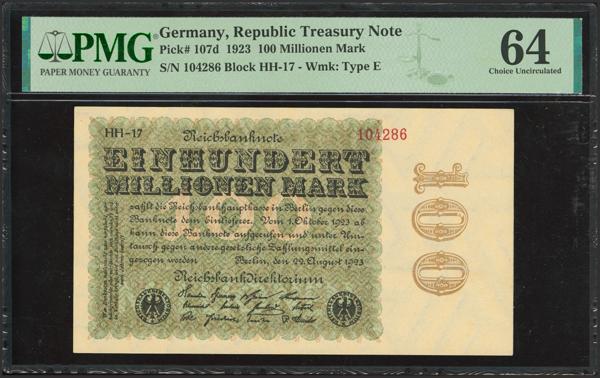 PMG
PAPER MONEY GUARANTY
Germany, Republic Treasury Note
Pick# 107d 1923 100 Millionen Mark
S/N 104286 Block HH-17 - Wmk: Type E
64
Choice Uncirculated
HH-17
Reichsbanknote
104286
EINHUNDERT
MILLIONEN MARK
zahlt die Reichsbankhauptkasse in Berlin gegen diese
Banknote dem Einlieferer. Vom 1. Oktober 1923 ab
kann diese Banknote aufgerufen und unter Um-
tausch gegen andere gesetzliche Zahlungsmittel ein-
gezogen werden
Berlin, den 22. August 1923
Reichsbankdirektorium
100